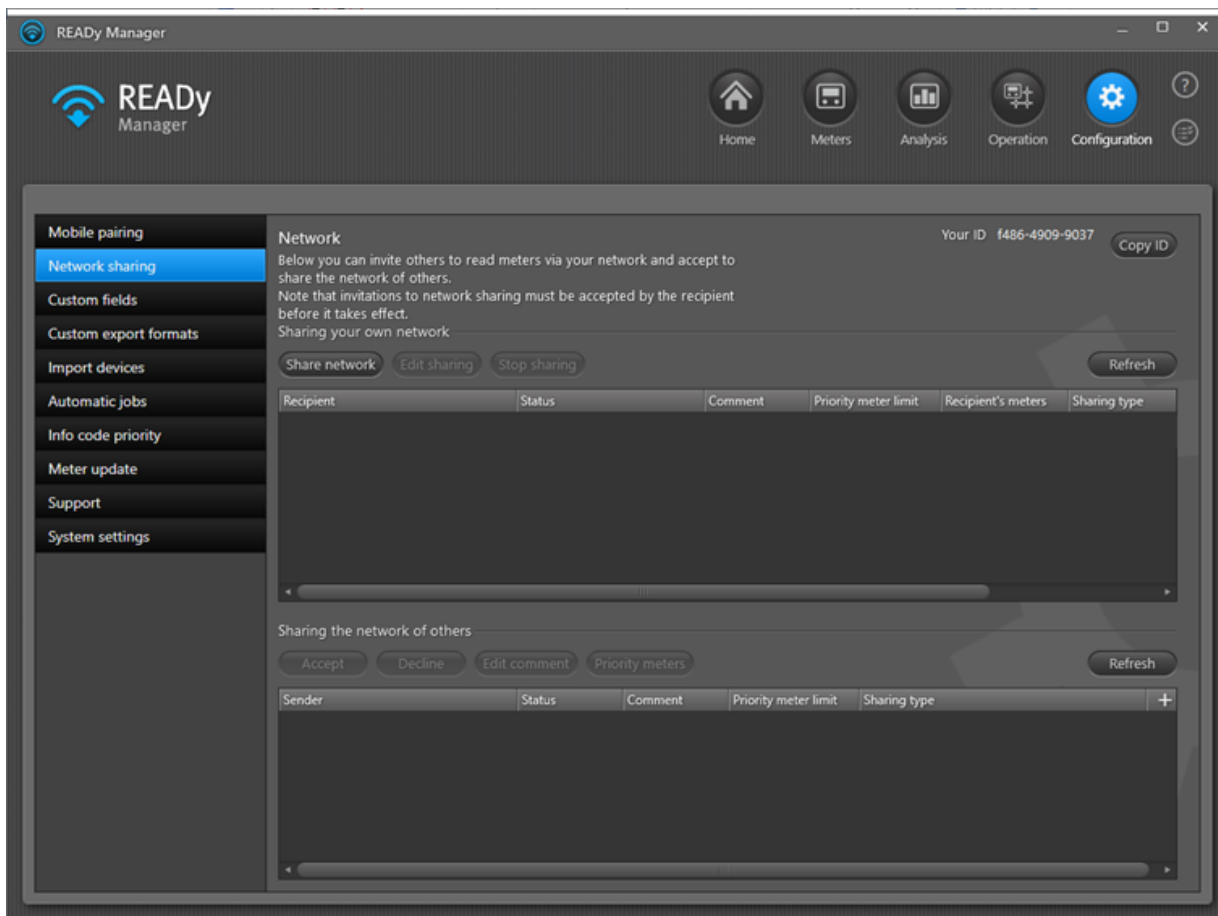 READy Manager
READy
Manager
Home
Meters
Analysis
Operation
Configuration
Mobile pairing
Network sharing
Custom fields
Custom export formats
Import devices
Automatic jobs
Info code priority
Meter update
Support
System settings
Network
Your ID f486-4909-9037
Copy ID
Below you can invite others to read meters via your network and accept to
share the network of others.
Note that invitations to network sharing must be accepted by the recipient
before it takes effect.
Sharing your own network
Share network Edit sharing Stop sharing Refresh
Recipient Status Comment Priority meter limit Recipient's meters Sharing type
Sharing the network of others
Accept Decline Edit comment Priority meters Refresh
Sender Status Comment Priority meter limit Sharing type +